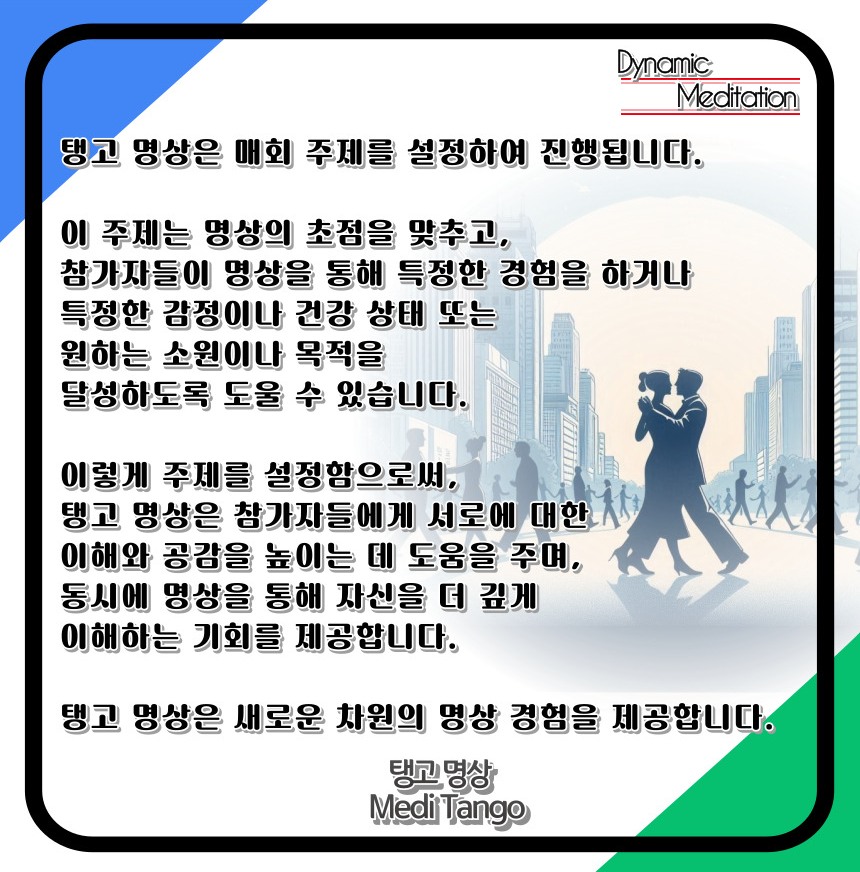 Dynamic
Meditation
탱고 명상은 매회 주제를 설정하여 진행됩니다.
이 주제는 명상의 초점을 맞추고,
참가자들이 명상을 통해 특정한 경험을 하거나
특정한 감정이나 건강 상태 또는
원하는 소원이나 목적을
달성하도록 도울 수 있습니다.
이렇게 주제를 설정함으로써,
탱고 명상은 참가자들에게 서로에 대한
이해와 공감을 높이는 데 도움을 주며,
동시에 명상을 통해 자신을 더 깊게
이해하는 기회를 제공합니다.
탱고 명상은 새로운 차원의 명상 경험을 제공합니다.
탱고 명상
Medi Tango